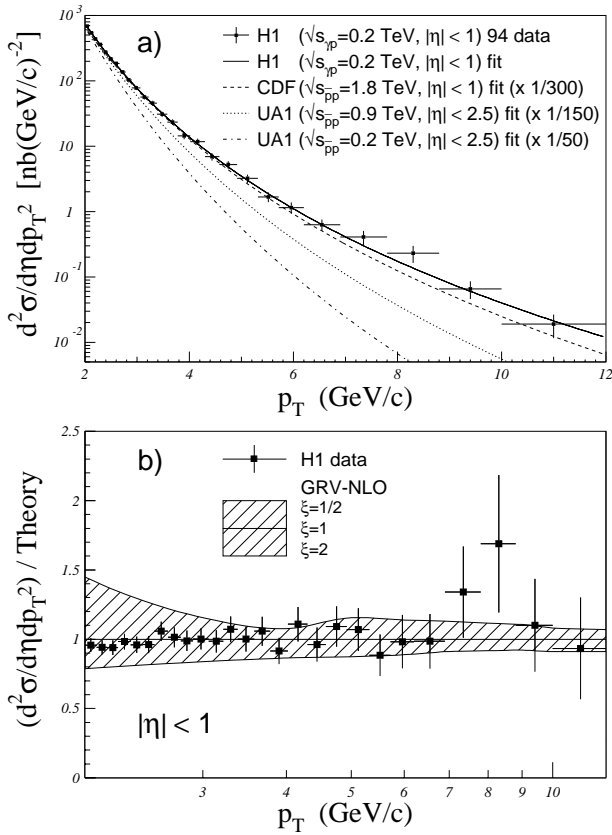 10³
10²
10
1
10⁻¹
10⁻²
d²σ/dηdp_T² [nb(GeV/c)⁻²]
a)
H1 (√s_γp=0.2 TeV, |η| < 1) 94 data
H1 (√s_γp=0.2 TeV, |η| < 1) fit
CDF (√s_p̄p=1.8 TeV, |η| < 1) fit (x 1/300)
UA1 (√s_p̄p=0.9 TeV, |η| < 2.5) fit (x 1/150)
UA1 (√s_p̄p=0.2 TeV, |η| < 2.5) fit (x 1/50)
2 4 6 8 10 12
p_T (GeV/c)
2.5
2
1.5
1
0.5
0
(d²σ/dηdp_T²) / Theory
b)
H1 data
GRV-NLO
ξ=1/2
ξ=1
ξ=2
|η| < 1
3 4 5 6 7 8 9 10
p_T (GeV/c)